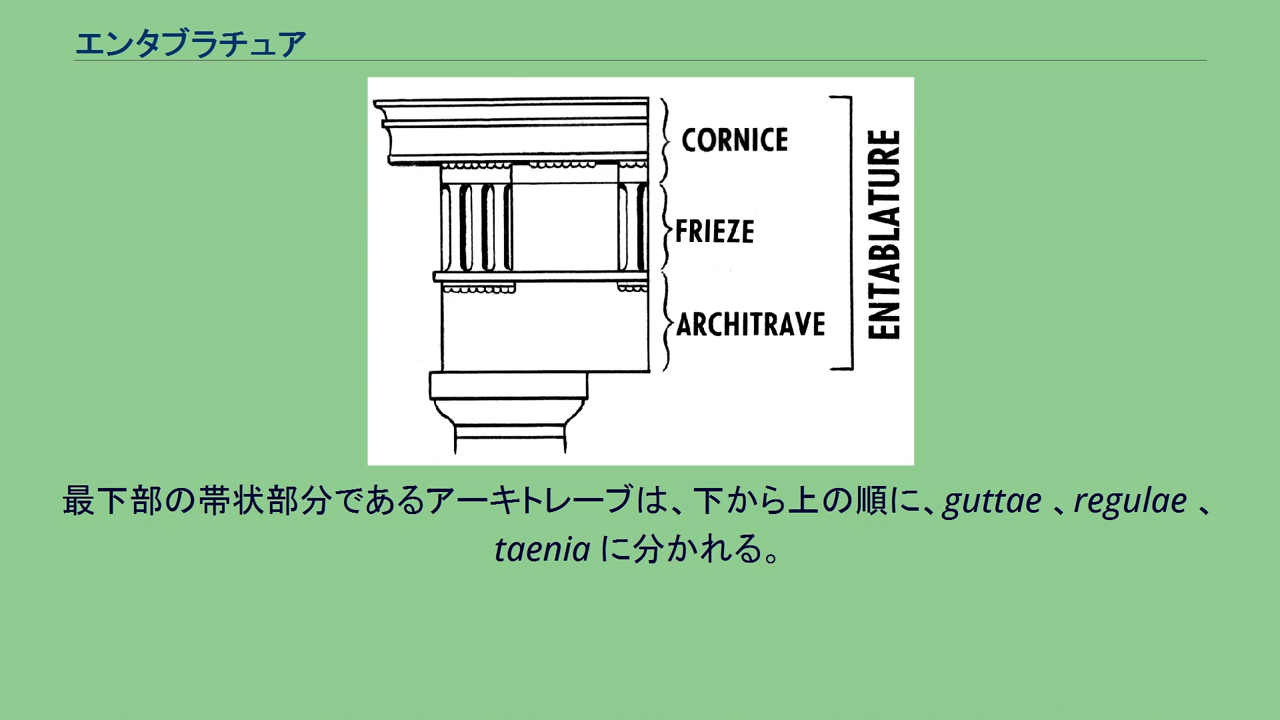 エンタブラチュア
CORNICE
FRIEZE
ARCHITRAVE
ENTABLATURE
最下部の帯状部分であるアーキトレーブは、下から上の順に、guttae 、regulae 、
taenia に分かれる。